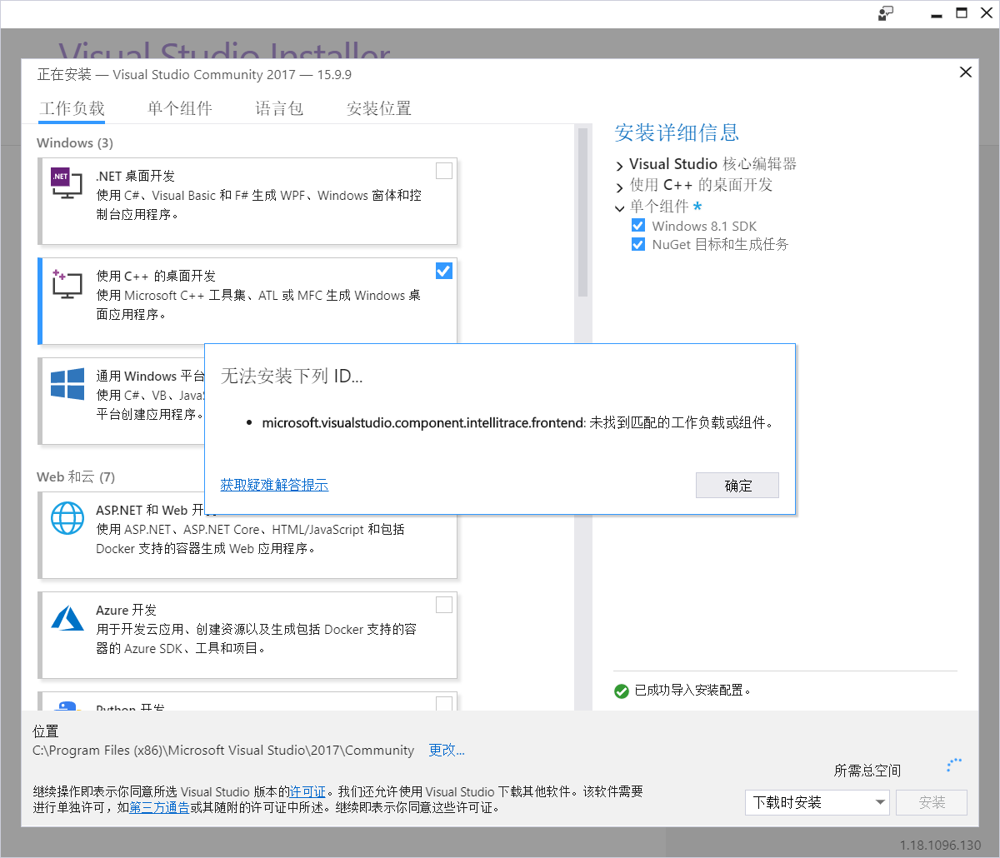 Visual Studio Installer
正在安装 — Visual Studio Community 2017 — 15.9.9
工作负载 单个组件 语言包 安装位置
Windows (3)
.NET
.NET 桌面开发
使用 C#、Visual Basic 和 F# 生成 WPF、Windows 窗体和控
制台应用程序。
使用 C++ 的桌面开发
使用 Microsoft C++ 工具集、ATL 或 MFC 生成 Windows 桌
面应用程序。
通用 Windows 平台
使用 C#、VB、JavaS
平台创建应用程序。
Web 和云 (7)
ASP.NET 和 Web 开
使用 ASP.NET、ASP.NET Core、HTML/JavaScript 和包括
Docker 支持的容器生成 Web 应用程序。
Azure 开发
用于开发云应用、创建资源以及生成包括 Docker 支持的容
器的 Azure SDK、工具和项目。
Python 开发
安装详细信息
Visual Studio 核心编辑器
使用 C++ 的桌面开发
单个组件 *
Windows 8.1 SDK
NuGet 目标和生成任务
无法安装下列 ID...
• microsoft.visualstudio.component.intellitrace.frontend: 未找到匹配的工作负载或组件。
获取疑难解答提示
确定
已成功导入安装配置。
位置
C:\Program Files (x86)\Microsoft Visual Studio\2017\Community 更改...
所需总空间
继续操作即表示你同意所选 Visual Studio 版本的许可证。我们还允许使用 Visual Studio 下载其他软件。该软件需要
进行单独许可，如第三方通告或其随附的许可证中所述。继续即表示你同意这些许可证。
下载时安装 安装
1.18.1096.130